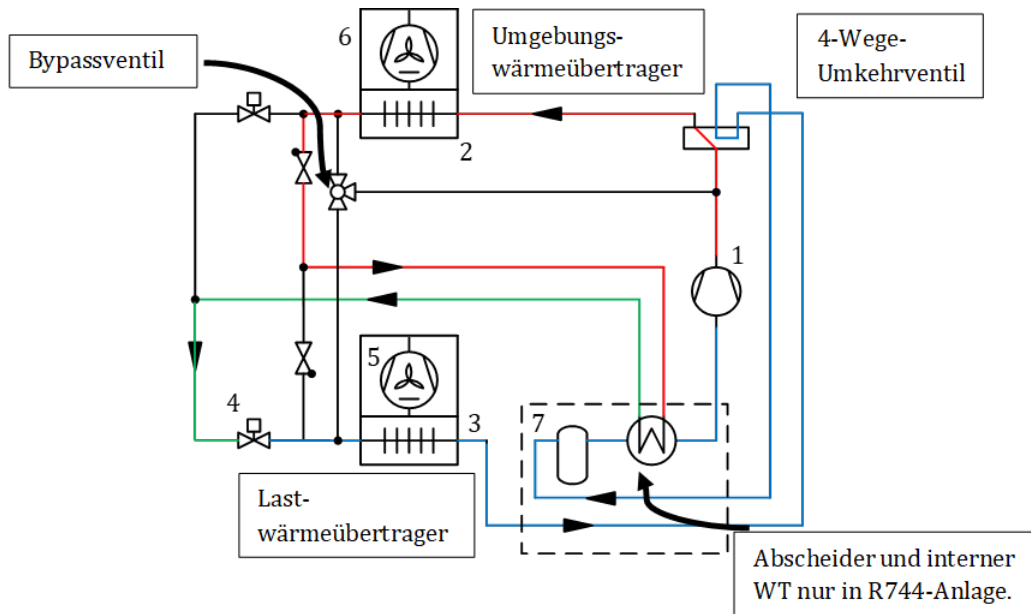 Bypassventil
6
Umgebungs-
wärmeübertrager
4-Wege-
Umkehrventil
2
1
5
4
3
7
Last-
wärmeübertrager
Abscheider und interner
WT nur in R744-Anlage.